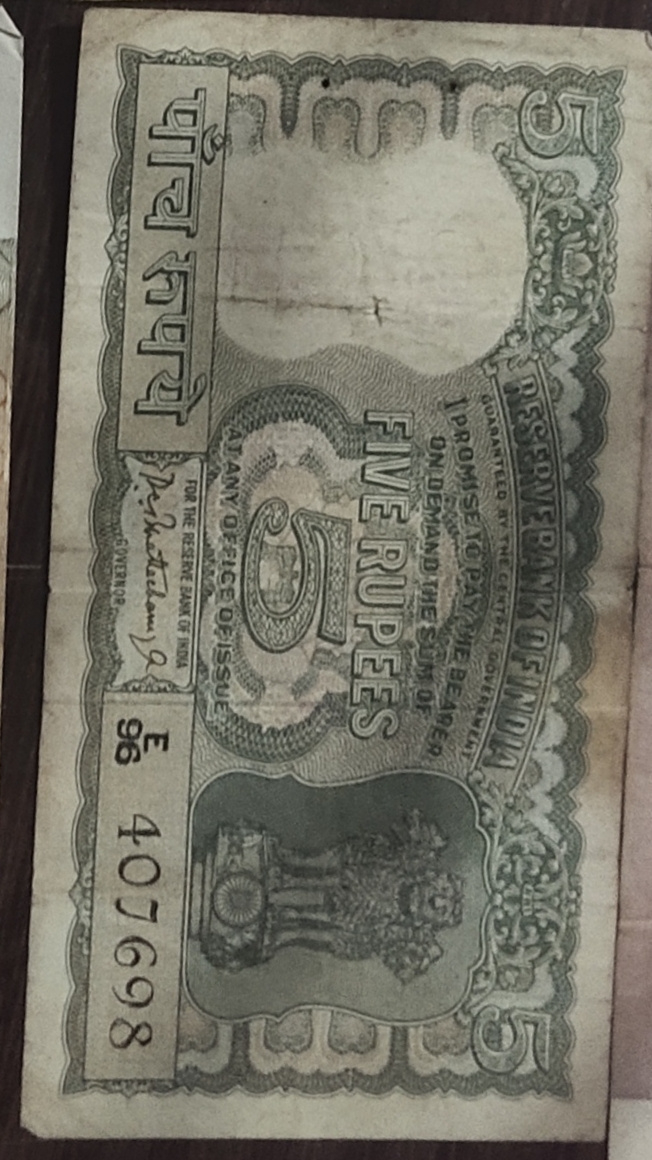 5
5
RESERVE BANK OF INDIA
GUARANTEED BY THE CENTRAL GOVERNMENT
I PROMISE TO PAY THE BEARER
ON DEMAND THE SUM OF
FIVE RUPEES
5
AT ANY OFFICE OF ISSUE
FOR THE RESERVE BANK OF INDIA
GOVERNOR
पाँच रुपये
E/96 407698